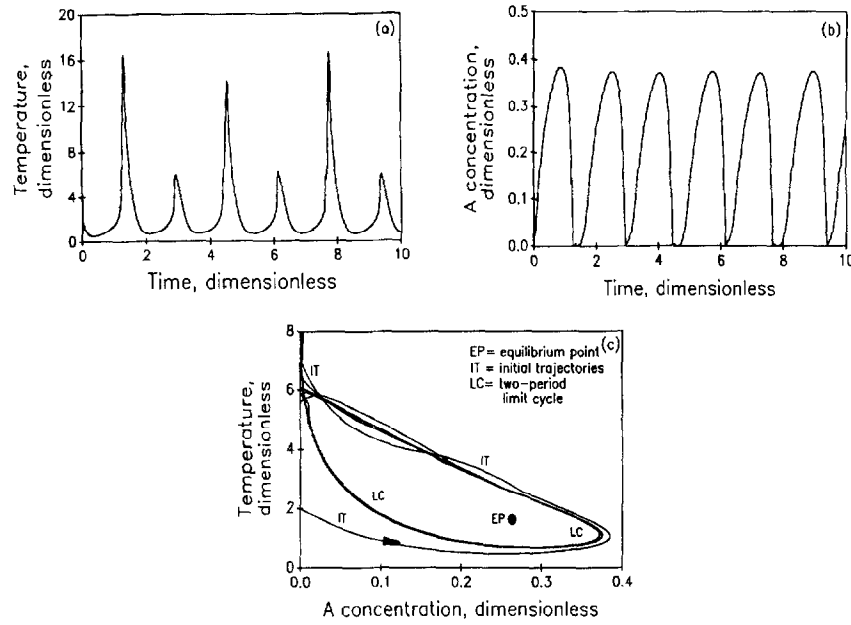 (a)
Temperature,
dimensionless
20
16
12
8
4
0
0 2 4 6 8 10
Time, dimensionless
(b)
A concentration,
dimensionless
0.5
0.4
0.3
0.2
0.1
0.0
0 2 4 6 8 10
Time, dimensionless
(c)
EP= equilibrium point
IT = initial trajectories
LC= two-period
limit cycle
Temperature,
dimensionless
8
6
4
2
0
IT
IT
LC
IT
EP
LC
0.0 0.1 0.2 0.3 0.4
A concentration, dimensionless